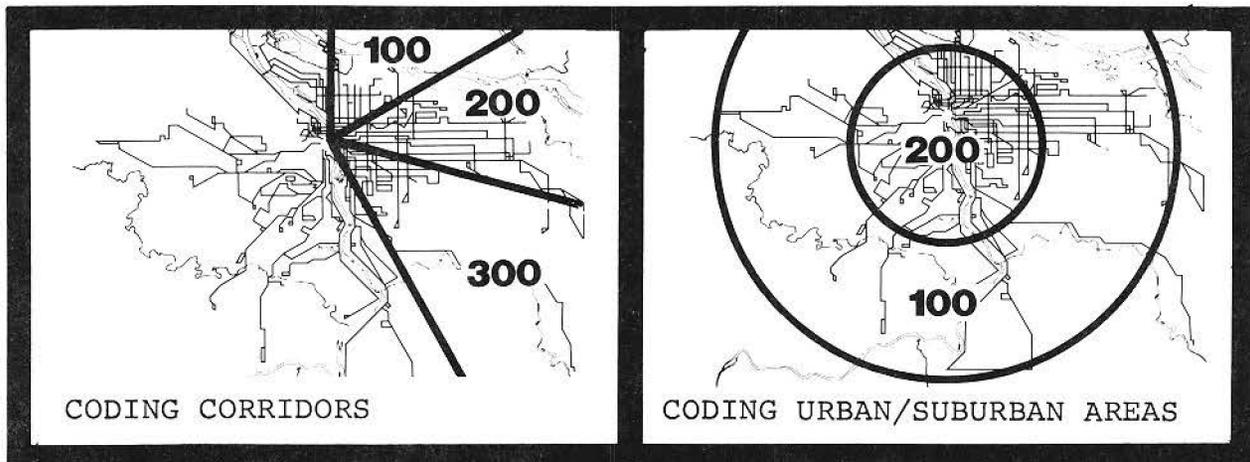 100
200
300
CODING CORRIDORS
200
100
CODING URBAN/SUBURBAN AREAS